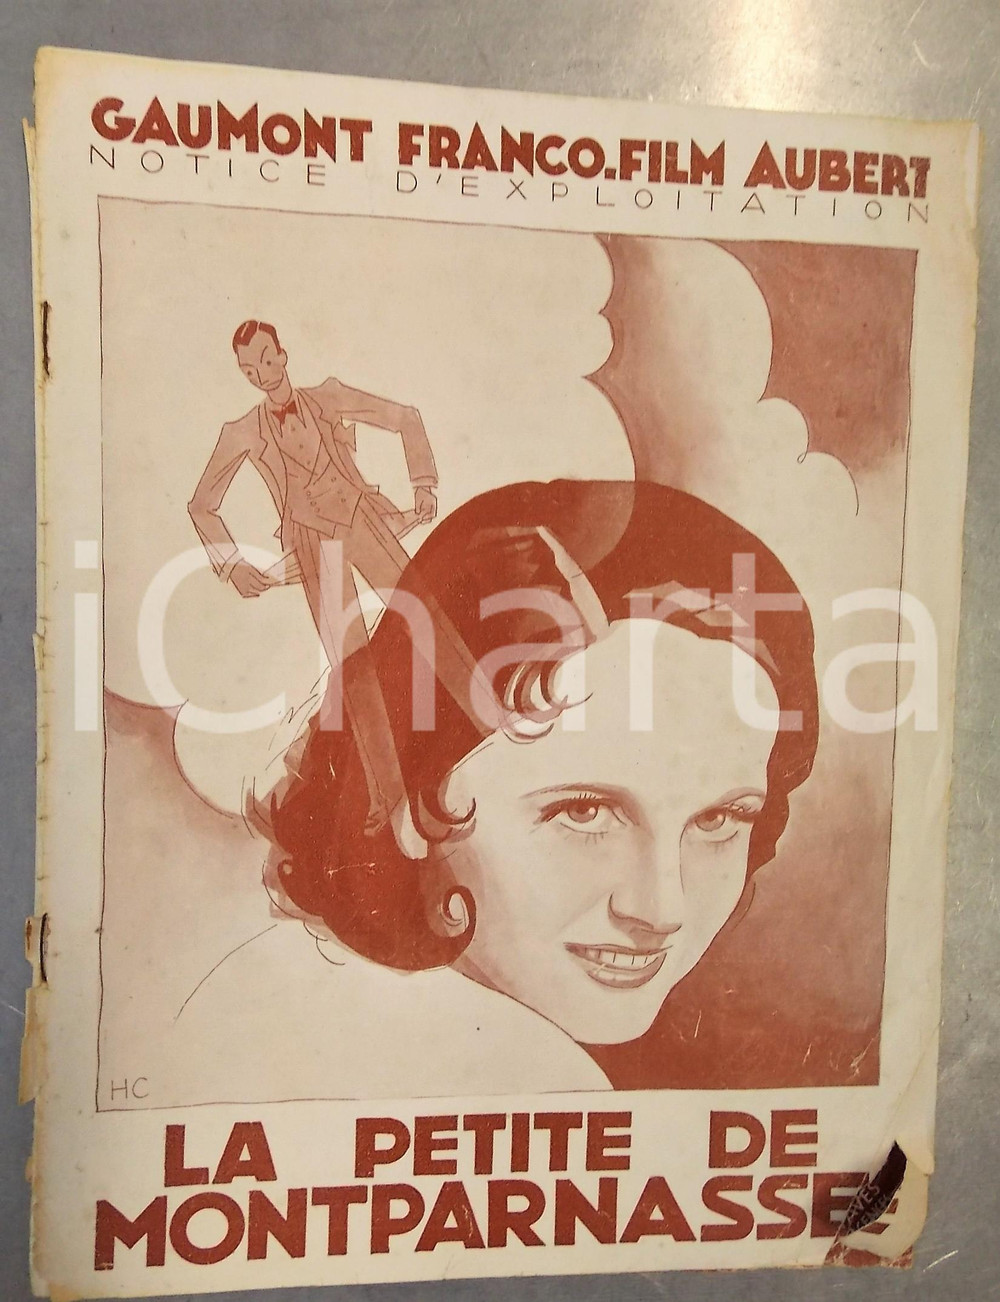 GAUMONT FRANCO-FILM AUBERT
NOTICE D'EXPLOITATION
iCharta
HC
LA PETITE DE
MONTPARNASSE